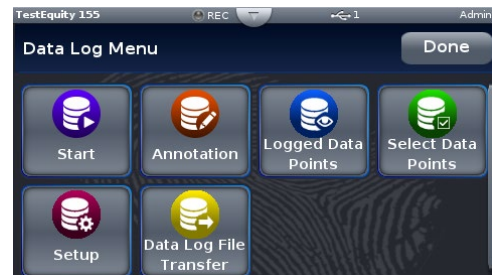 TestEquity 155 REC 1 Admin
Data Log Menu Done
Start
Annotation
Logged Data
Points
Select Data
Points
Setup
Data Log File
Transfer